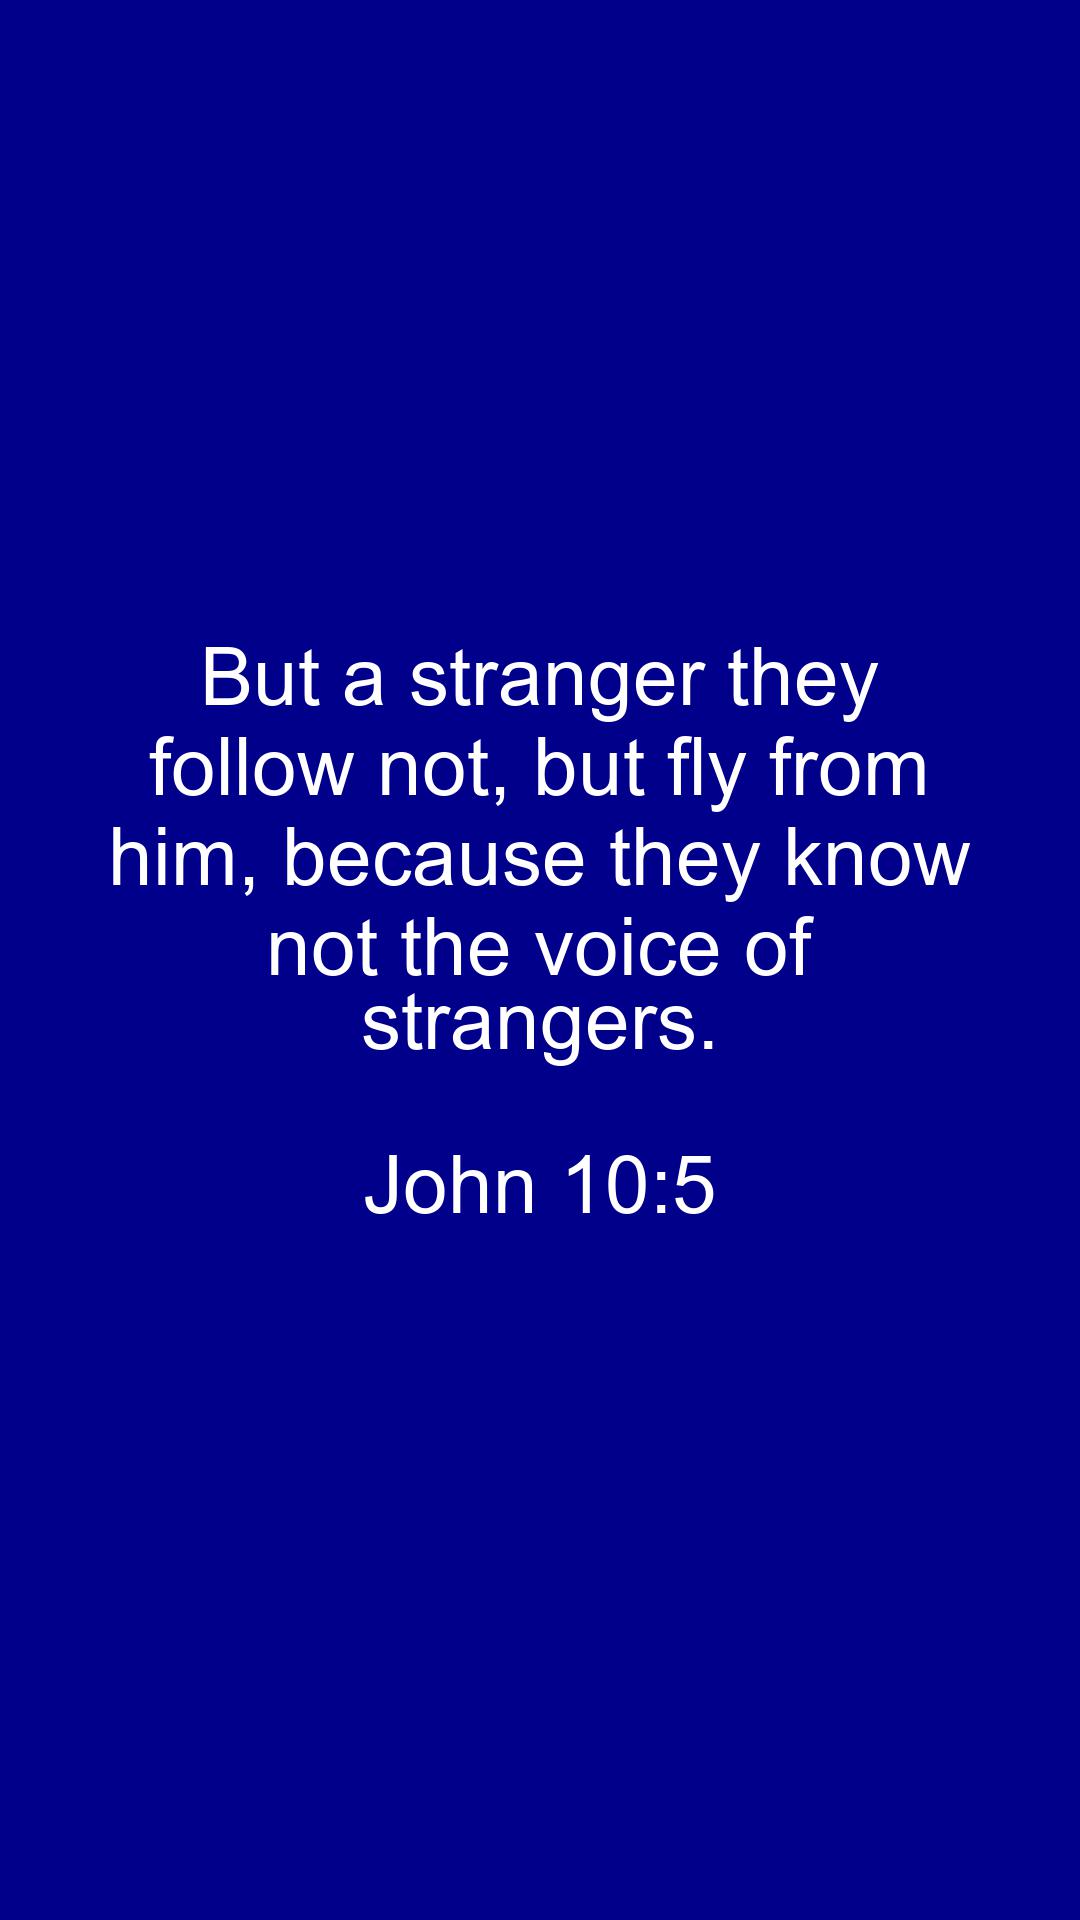 But a stranger they
follow not, but fly from
him, because they know
not the voice of
strangers.
John 10:5